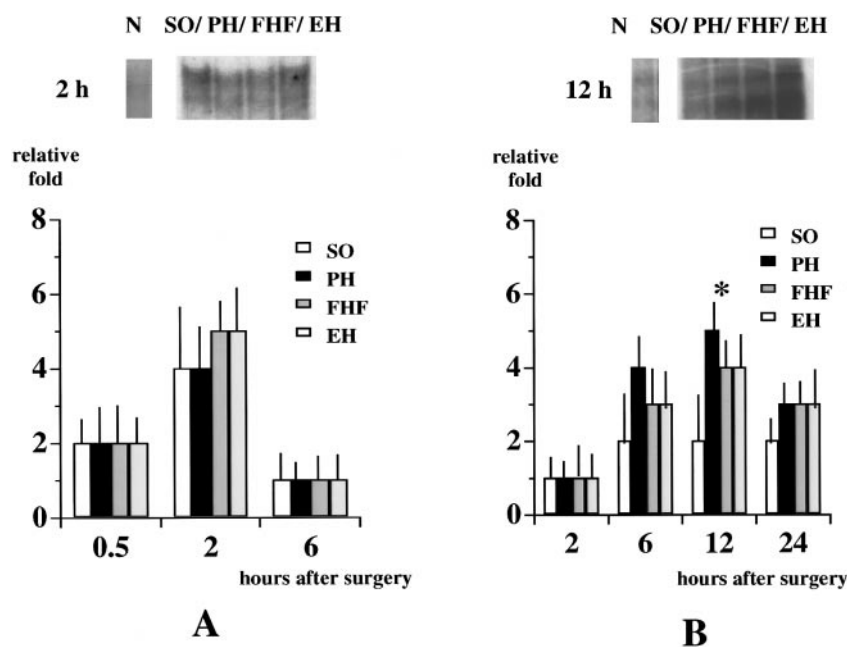 N SO/ PH/ FHF/ EH
2 h
relative
fold
8
6
4
2
0
SO
PH
FHF
EH
0.5 2 6
hours after surgery
A
N SO/ PH/ FHF/ EH
12 h
relative
fold
8
6
4
2
0
*
SO
PH
FHF
EH
2 6 12 24
hours after surgery
B